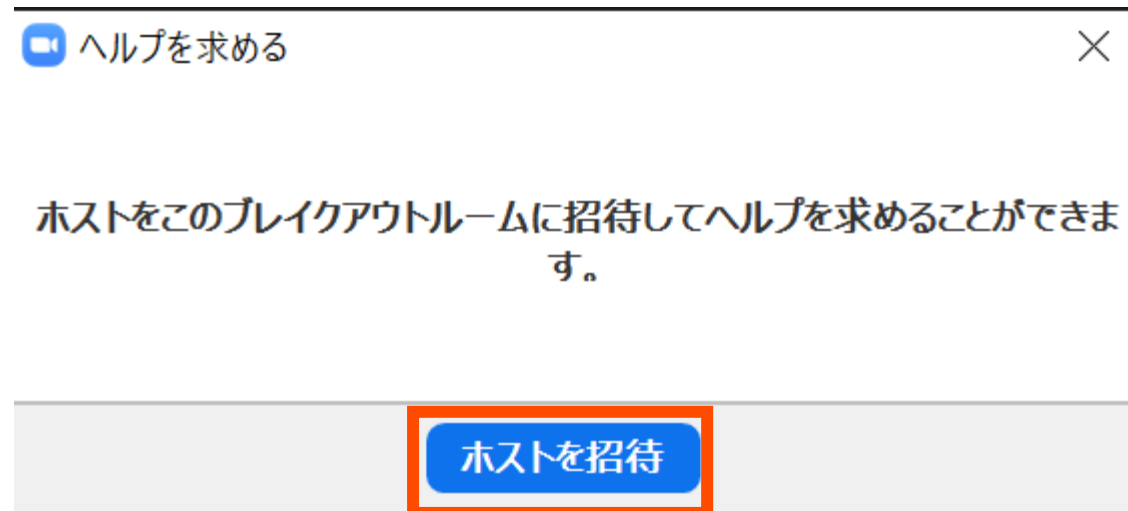 ヘルプを求める
ホストをこのブレイクアウトルームに招待してヘルプを求めることができま
す。
ホストを招待